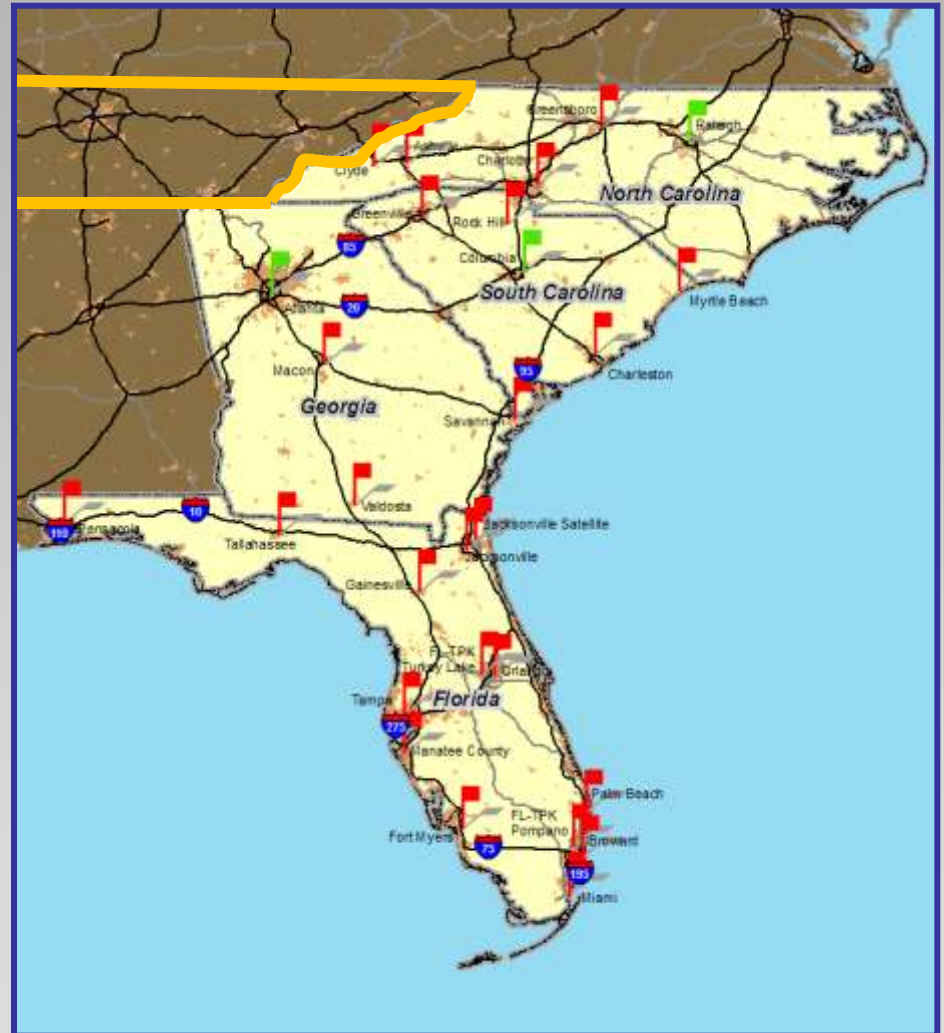 Greensboro
Raleigh
Asheville
Clyde
Charlotte
North Carolina
Greenville
Rock Hill
85
Columbia
South Carolina
Myrtle Beach
Atlanta
20
Macon
95
Charleston
Georgia
Savannah
Valdosta
10
110
Pensacola
Tallahassee
Jacksonville Satellite
Jacksonville
Gainesville
FL-TPK
Turkey Lake
Orlando
Tampa
Florida
275
Manatee County
Palm Beach
FL-TPK
Pompano
Fort Myers
Broward
75
195
Miami